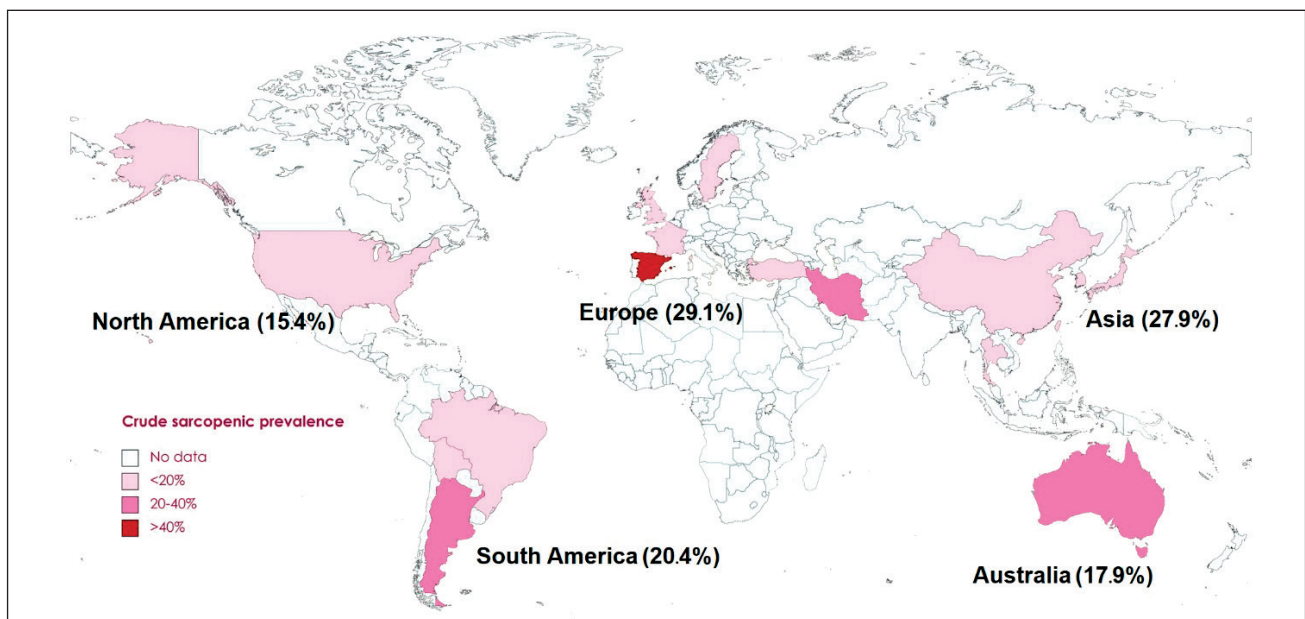 North America (15.4%)
Europe (29.1%)
Asia (27.9%)
Crude sarcopenic prevalence
No data
<20%
20-40%
>40%
South America (20.4%)
Australia (17.9%)